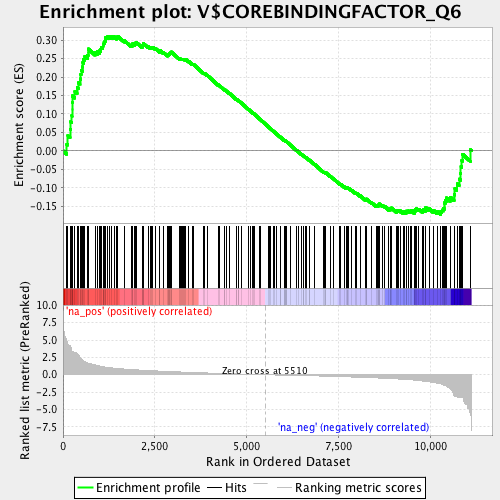 Enrichment plot: V$COREBINDINGFACTOR_Q6
Enrichment score (ES)
0.30
0.25
0.20
0.15
0.10
0.05
0.00
-0.05
-0.10
-0.15
'na_pos' (positively correlated)
Ranked list metric (PreRanked)
10.0
7.5
5.0
2.5
0.0
-2.5
-5.0
-7.5
Zero cross at 5510
'na_neg' (negatively correlated)
0 2,500 5,000 7,500 10,000
Rank in Ordered Dataset
Enrichment profile Hits Ranking metric scores